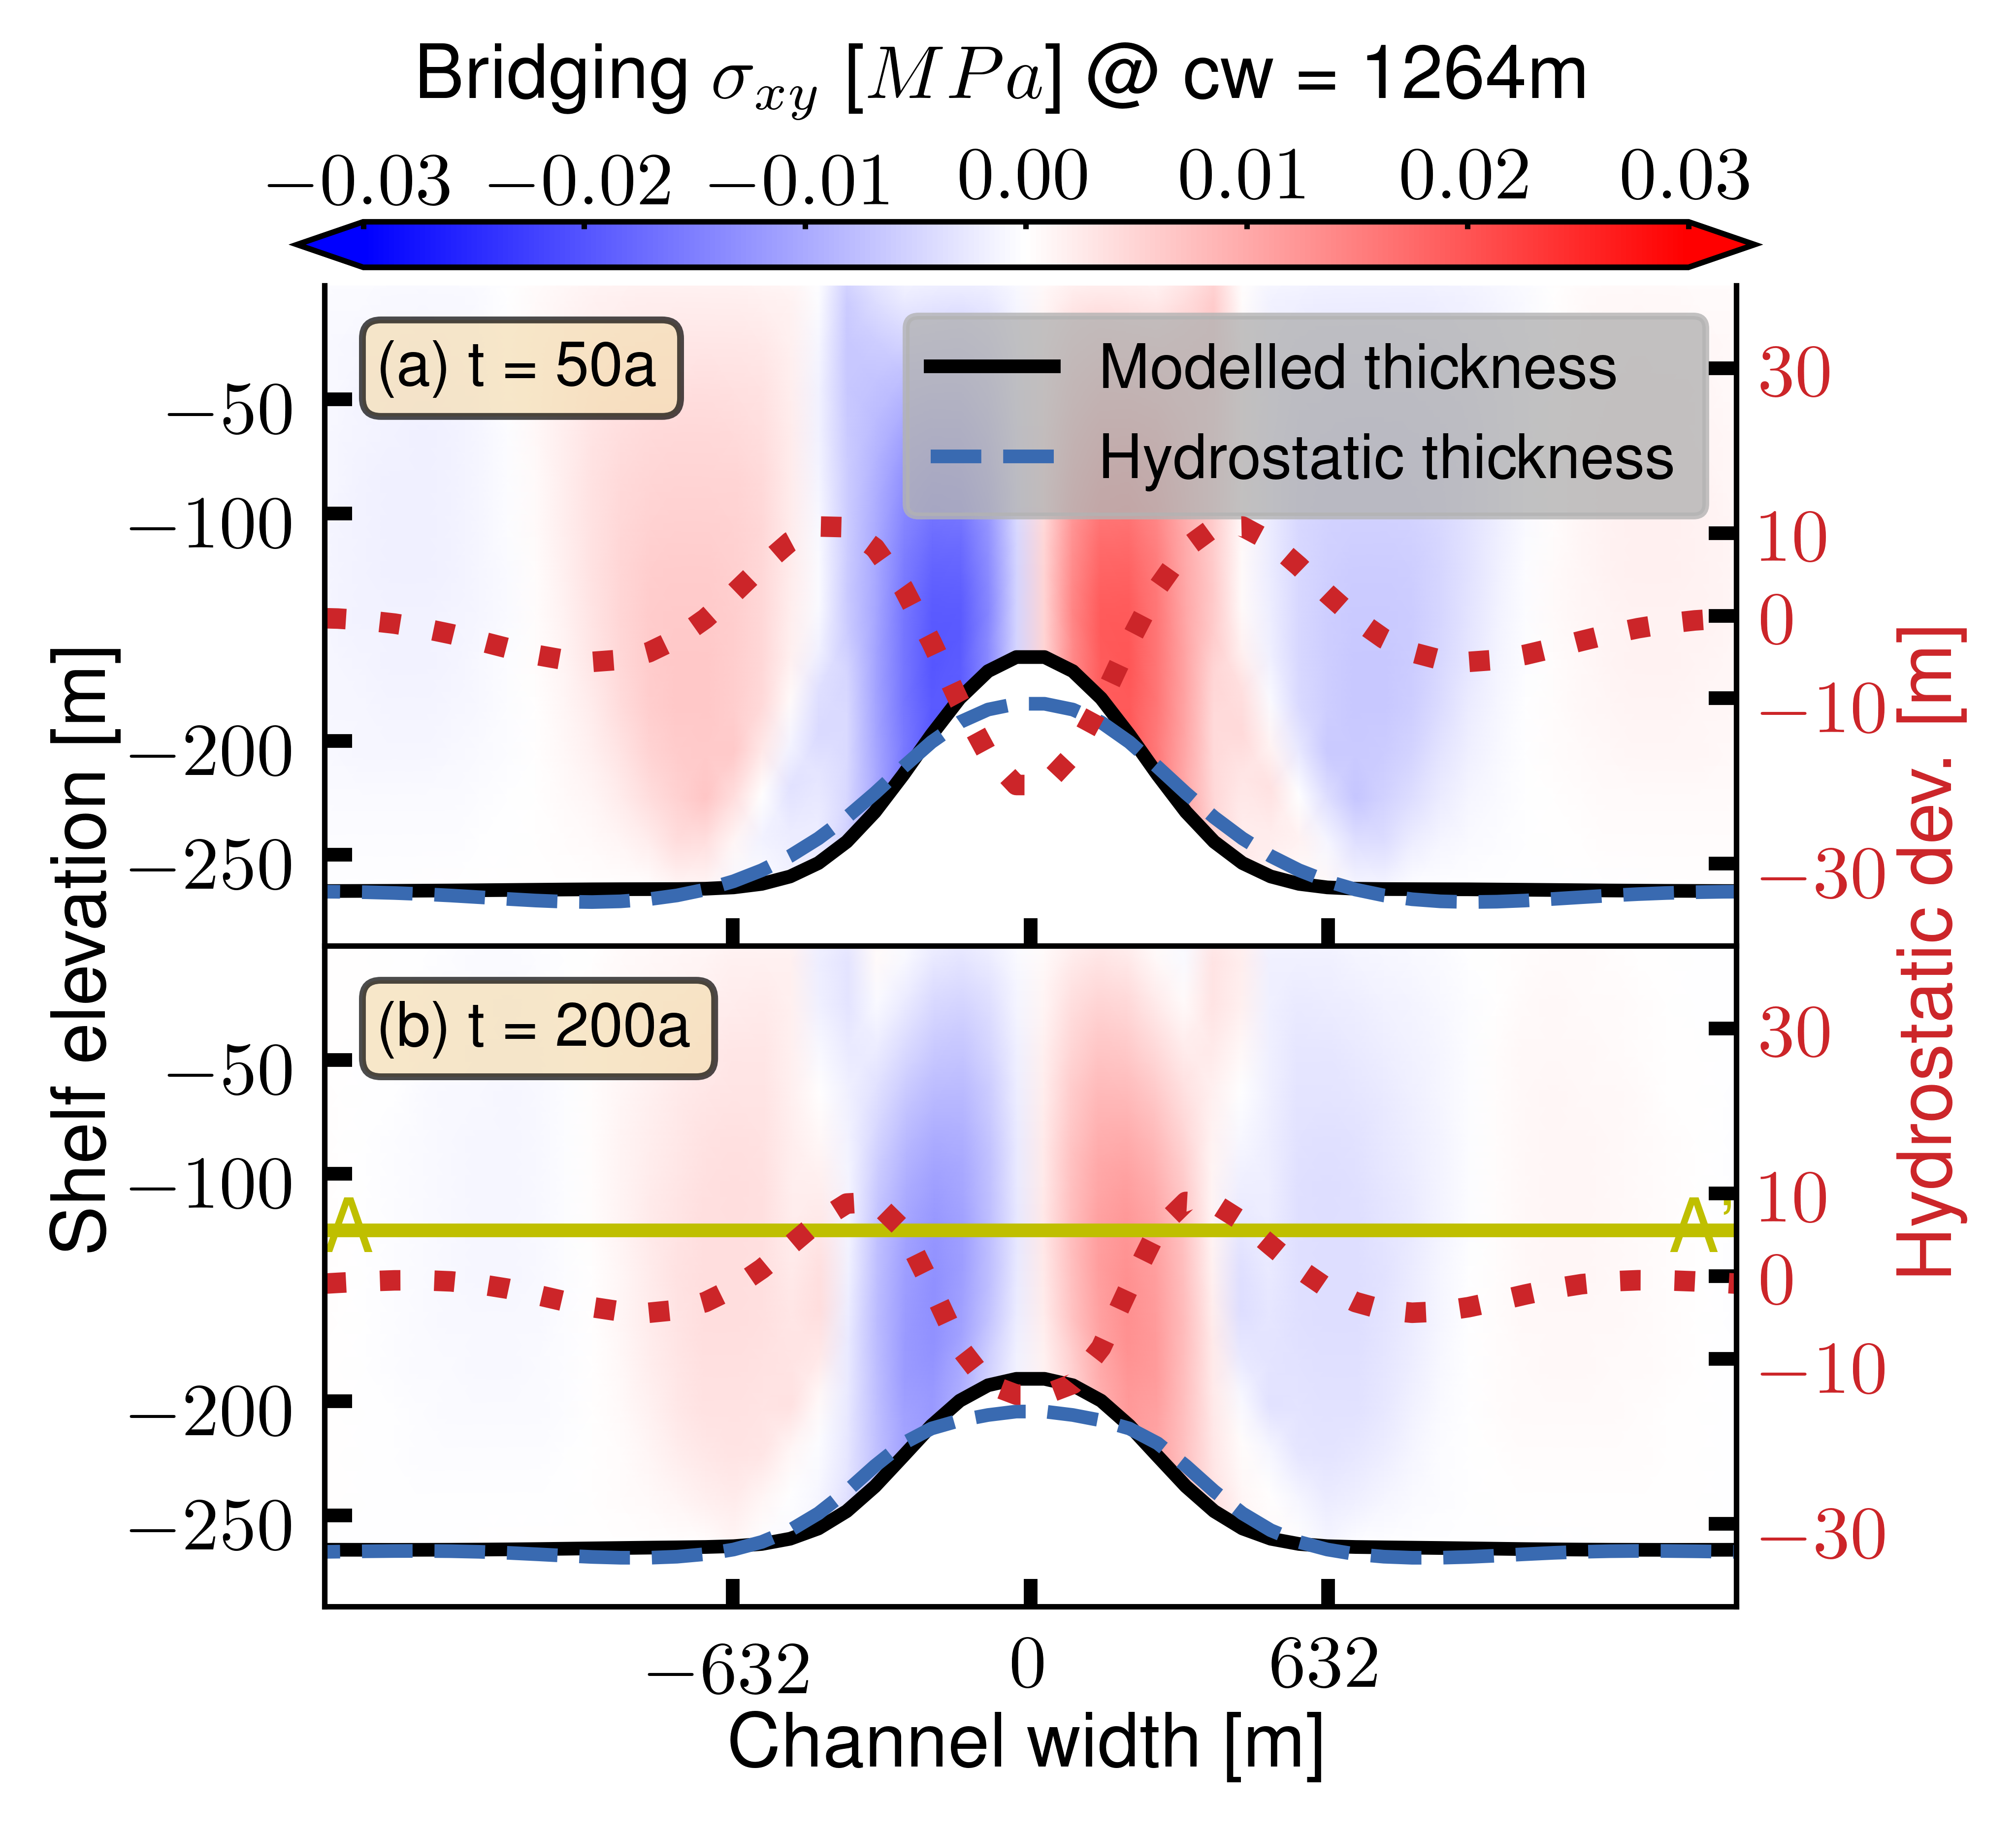 Bridging σxy [MPa] @ cw = 1264m
−0.03 −0.02 −0.01 0.00 0.01 0.02 0.03
(a) t = 50a
Modelled thickness
Hydrostatic thickness
−50
−100
−200
−250
30
10
0
−10
−30
(b) t = 200a
−50
−100
−200
−250
A
A'
30
10
0
−10
−30
Shelf elevation [m]
Hydrostatic dev. [m]
−632 0 632
Channel width [m]